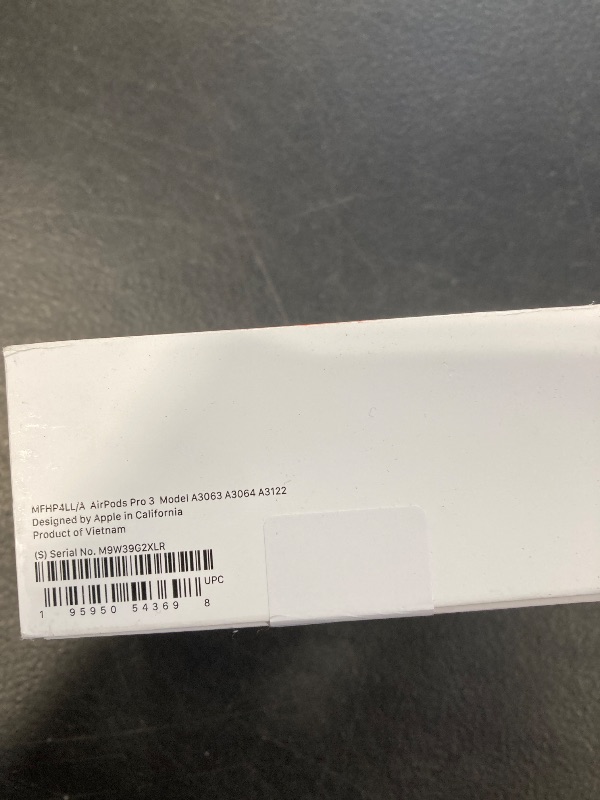 MFHP4LL/A AirPods Pro 3 Model A3063 A3064 A3122
Designed by Apple in California
Product of Vietnam
(S) Serial No. M9W39G2XLR
UPC
1 95950 54369 8